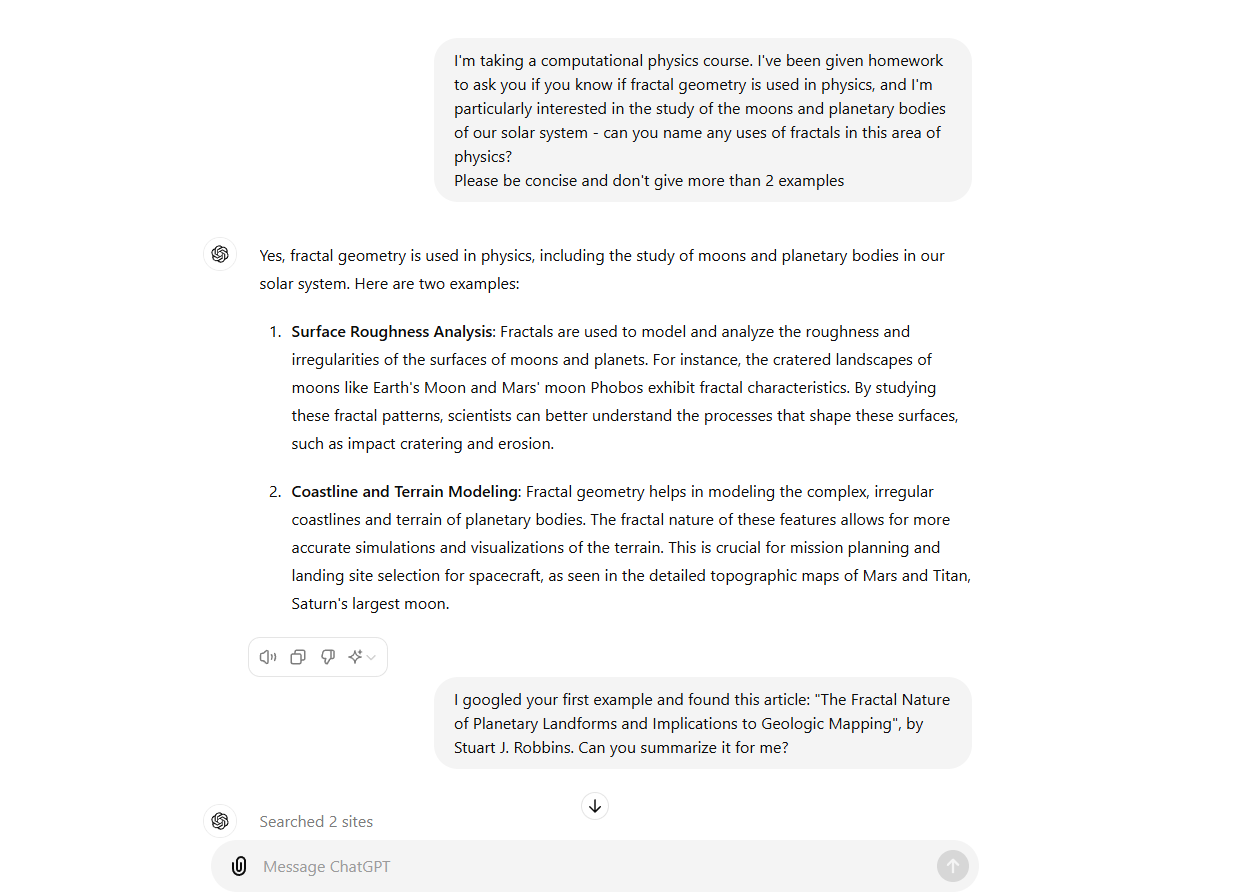 I'm taking a computational physics course. I've been given homework
to ask you if you know if fractal geometry is used in physics, and I'm
particularly interested in the study of the moons and planetary bodies
of our solar system - can you name any uses of fractals in this area of
physics?
Please be concise and don't give more than 2 examples
Yes, fractal geometry is used in physics, including the study of moons and planetary bodies in our
solar system. Here are two examples:
1. Surface Roughness Analysis: Fractals are used to model and analyze the roughness and
irregularities of the surfaces of moons and planets. For instance, the cratered landscapes of
moons like Earth's Moon and Mars' moon Phobos exhibit fractal characteristics. By studying
these fractal patterns, scientists can better understand the processes that shape these surfaces,
such as impact cratering and erosion.
2. Coastline and Terrain Modeling: Fractal geometry helps in modeling the complex, irregular
coastlines and terrain of planetary bodies. The fractal nature of these features allows for more
accurate simulations and visualizations of the terrain. This is crucial for mission planning and
landing site selection for spacecraft, as seen in the detailed topographic maps of Mars and Titan,
Saturn's largest moon.
I googled your first example and found this article: "The Fractal Nature
of Planetary Landforms and Implications to Geologic Mapping", by
Stuart J. Robbins. Can you summarize it for me?
Searched 2 sites
Message ChatGPT